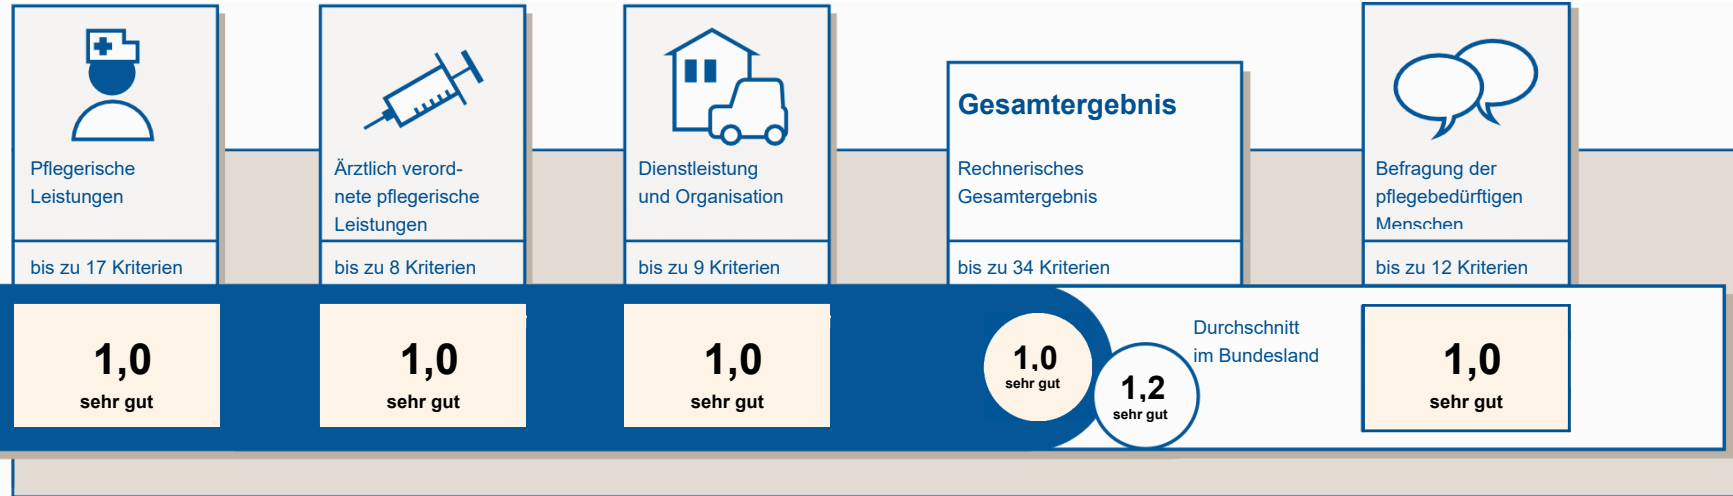 Pflegerische
Leistungen
bis zu 17 Kriterien
1,0
sehr gut
Ärztlich verord-
nete pflegerische
Leistungen
bis zu 8 Kriterien
1,0
sehr gut
Dienstleistung
und Organisation
bis zu 9 Kriterien
1,0
sehr gut
Gesamtergebnis
Rechnerisches
Gesamtergebnis
bis zu 34 Kriterien
1,0
sehr gut
1,2
sehr gut
Durchschnitt
im Bundesland
Befragung der
pflegebedürftigen
Menschen
bis zu 12 Kriterien
1,0
sehr gut